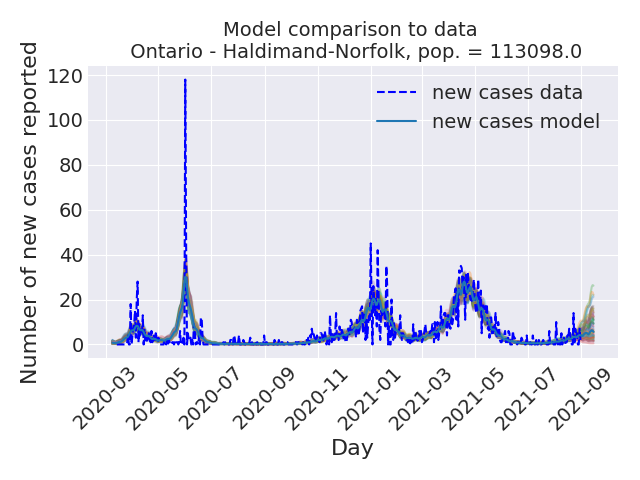 Model comparison to data
Ontario - Haldimand-Norfolk, pop. = 113098.0
Number of new cases reported
120
100
80
60
40
20
0
new cases data
new cases model
2020-03
2020-05
2020-07
2020-09
2020-11
2021-01
2021-03
2021-05
2021-07
2021-09
Day